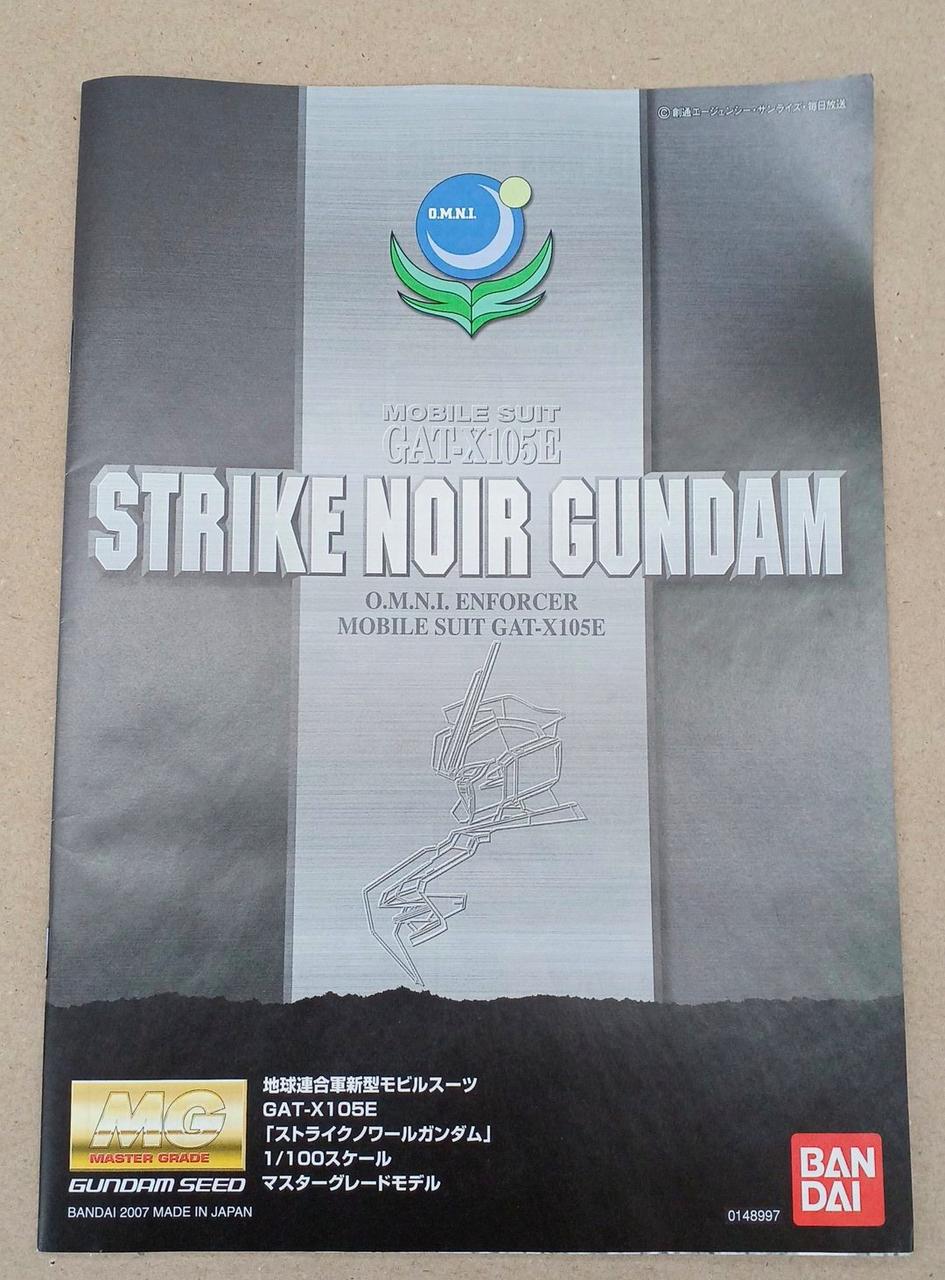 ©創通エージェンシー・サンライズ・毎日放送
O.M.N.I.
MOBILE SUIT
GAT-X105E
STRIKE NOIR GUNDAM
O.M.N.I. ENFORCER
MOBILE SUIT GAT-X105E
MG
MASTER GRADE
GUNDAM SEED
BANDAI 2007 MADE IN JAPAN
地球連合軍新型モビルスーツ
GAT-X105E
「ストライクノワールガンダム」
1/100スケール
マスターグレードモデル
0148997
BAN
DAI